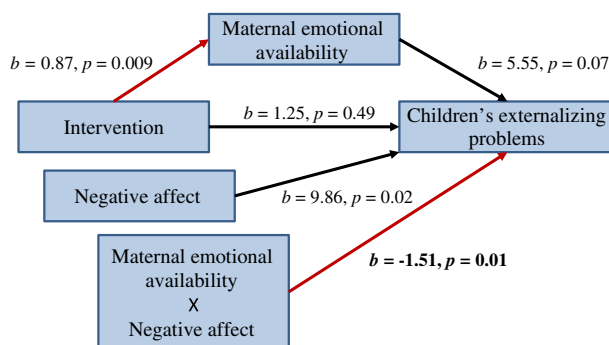 Maternal emotional
availability
b = 0.87, p = 0.009
b = 5.55, p = 0.07
Intervention
b = 1.25, p = 0.49
Children's externalizing
problems
Negative affect
b = 9.86, p = 0.02
Maternal emotional
availability
X
Negative affect
b = -1.51, p = 0.01